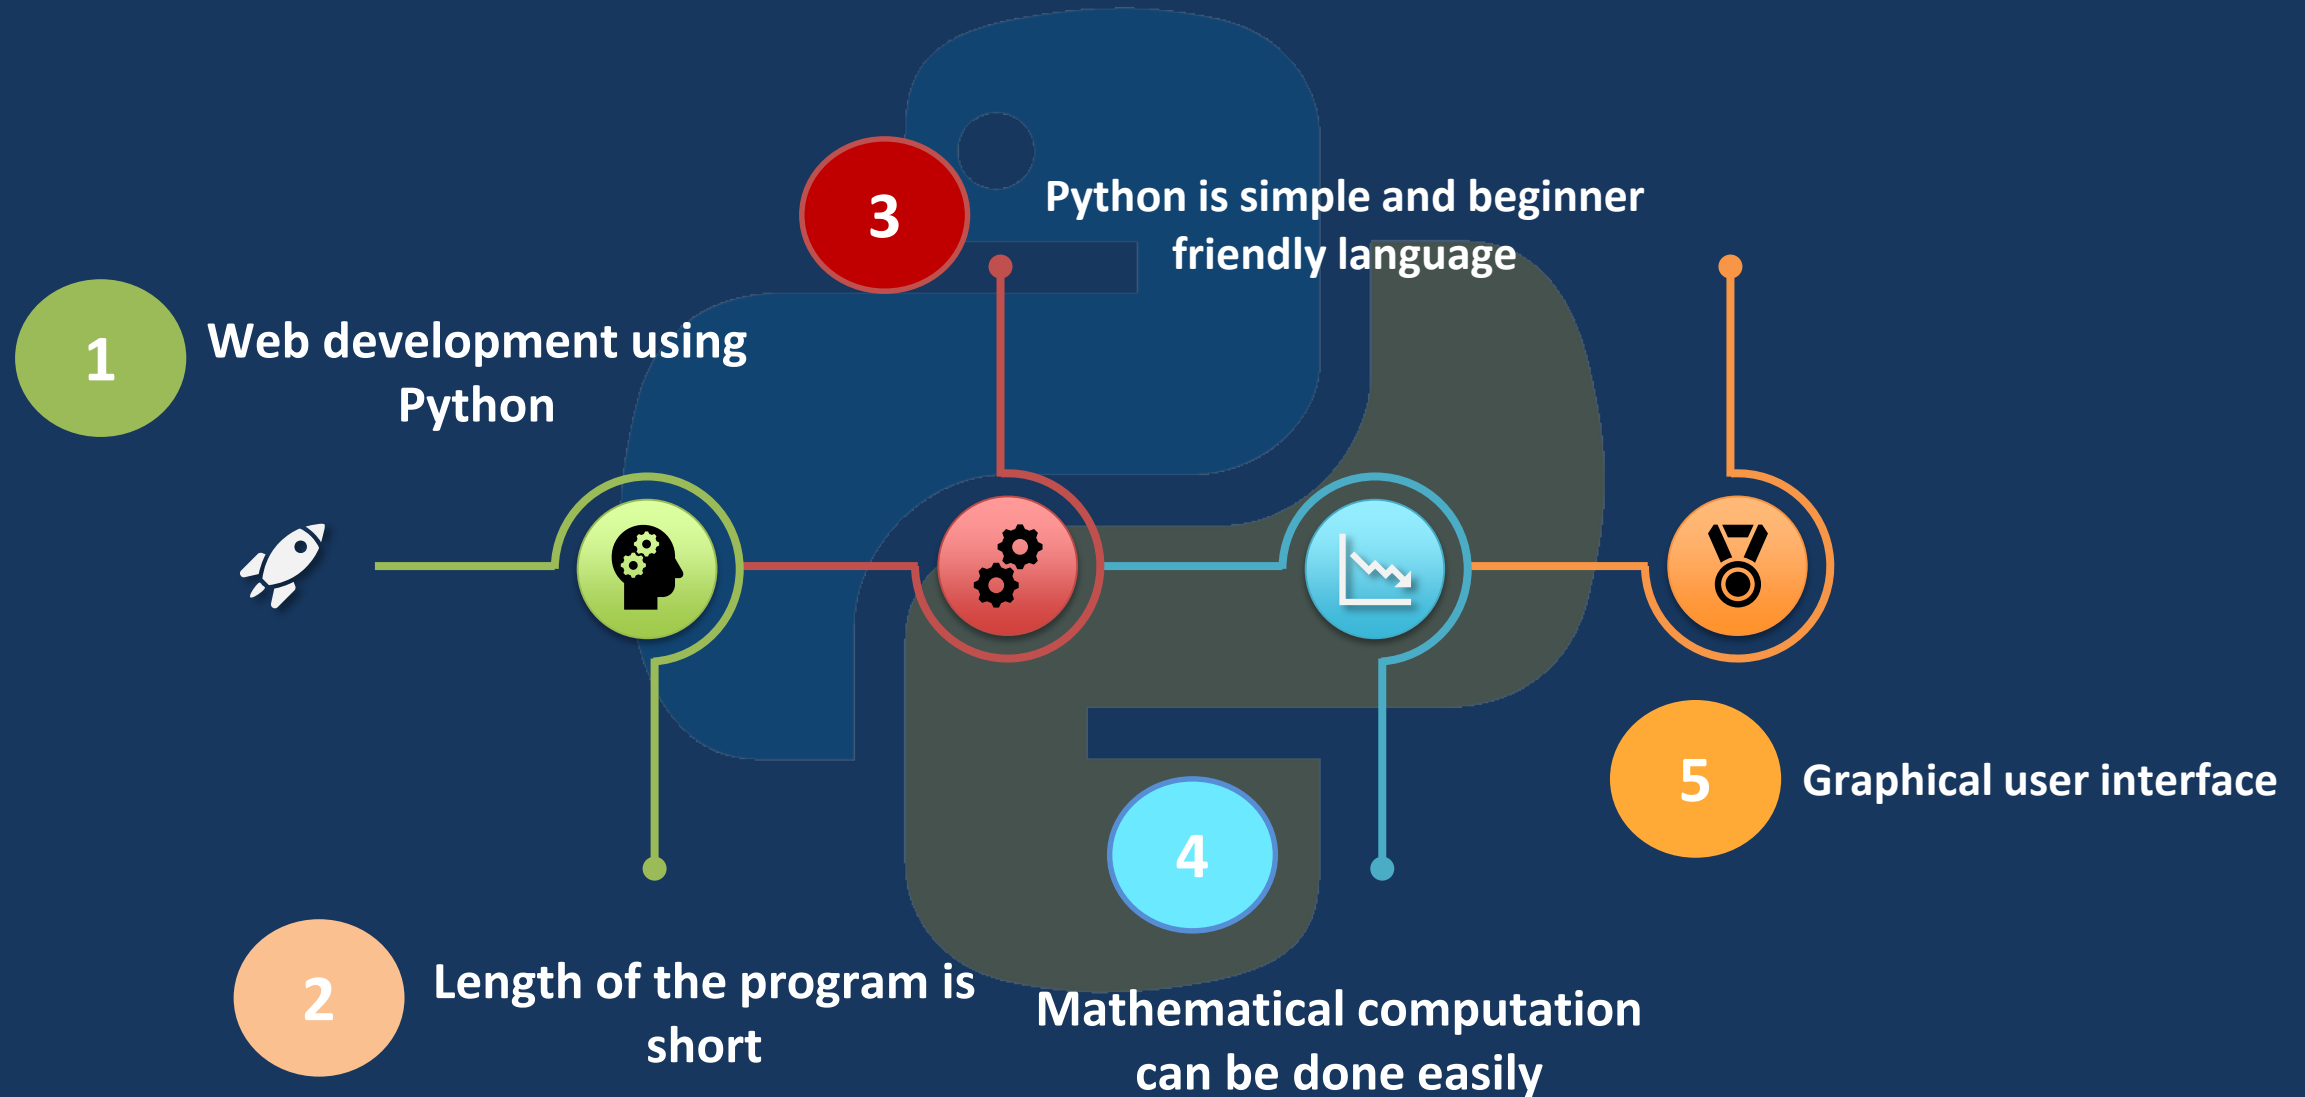 1
Web development using
Python
2
Length of the program is
short
3
Python is simple and beginner
friendly language
4
Mathematical computation
can be done easily
5
Graphical user interface